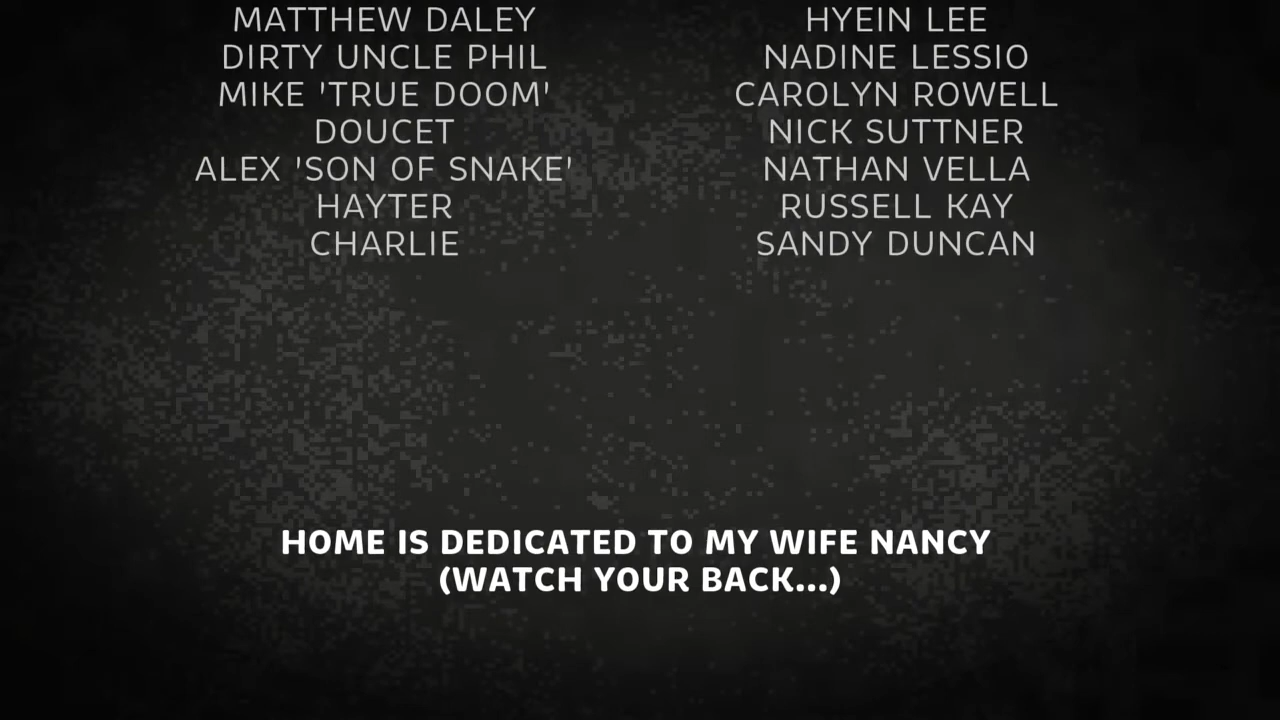 MATTHEW DALEY
DIRTY UNCLE PHIL
MIKE 'TRUE DOOM'
DOUCET
ALEX 'SON OF SNAKE'
HAYTER
CHARLIE
HYEIN LEE
NADINE LESSIO
CAROLYN ROWELL
NICK SUTTNER
NATHAN VELLA
RUSSELL KAY
SANDY DUNCAN
HOME IS DEDICATED TO MY WIFE NANCY
(WATCH YOUR BACK...)